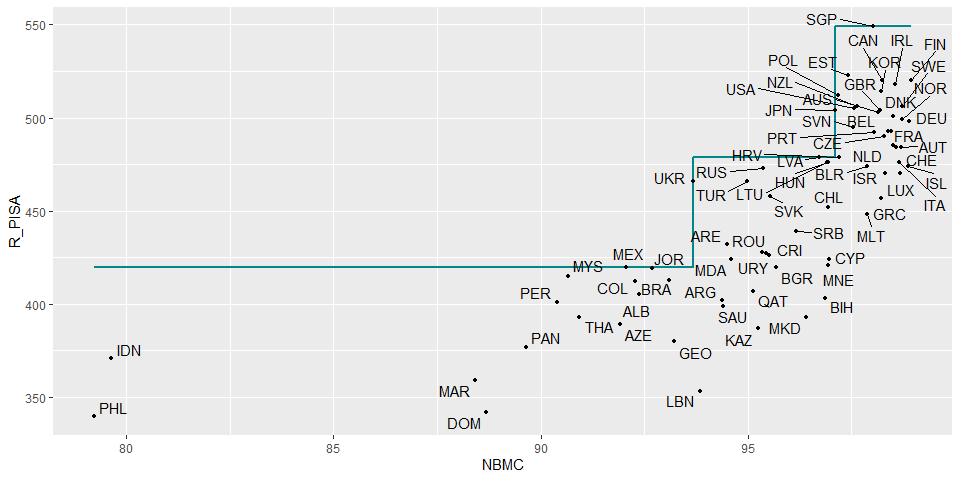 SGP
CAN
IRL
FIN
550
POL
EST
KOR
SWE
NZL
GBR
NOR
USA
AUS
DNK
JPN
500
SVN
BEL
DEU
PRT
CZE
FRA
AUT
HRV
LVA
NLD
CHE
RUS
UKR
HUN
BLR
ISR
ISL
TUR
LTU
LUX
ITA
450
SVK
CHL
GRC
MLT
R_PISA
ARE
ROU
SRB
CRI
MEX
JOR
CYP
MYS
MDA
URY
BGR
MNE
COL
BRA
400
PER
ARG
QAT
BIH
ALB
SAU
THA
AZE
MKD
PAN
KAZ
IDN
GEO
350
MAR
LBN
PHL
DOM
80
85
90
95
NBMC